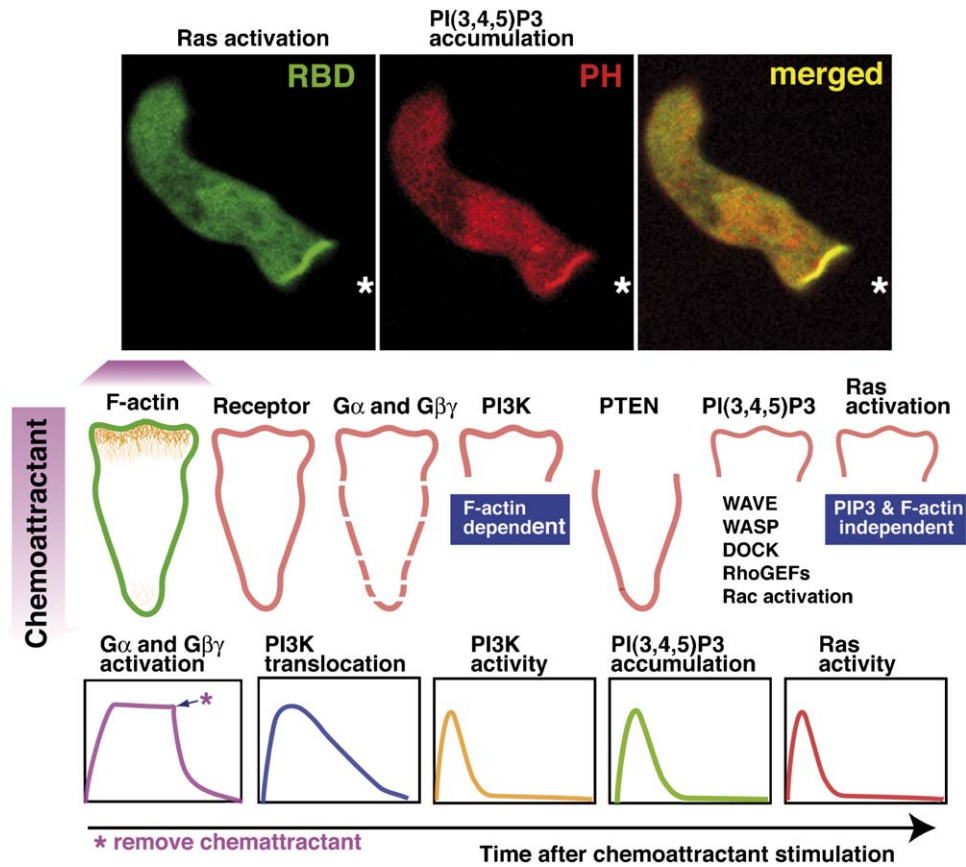 Ras activation
PI(3,4,5)P3
accumulation
RBD
PH
merged
*
*
*
Chemoattractant
F-actin
Receptor
Gα and Gβγ
PI3K
PTEN
PI(3,4,5)P3
Ras
activation
F-actin
dependent
WAVE
WASP
DOCK
RhoGEFs
Rac activation
PIP3 & F-actin
independent
Gα and Gβγ
activation
PI3K
translocation
PI3K
activity
PI(3,4,5)P3
accumulation
Ras
activity
*
* remove chemattractant
Time after chemoattractant stimulation